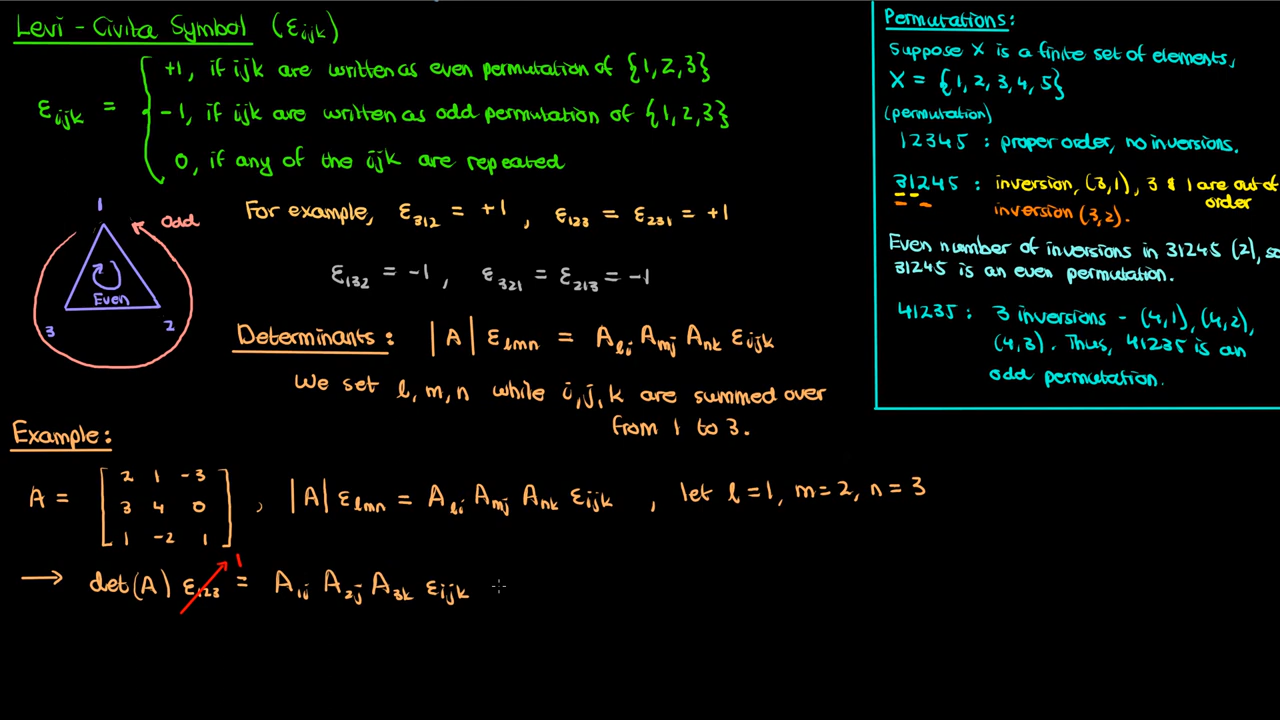 Levi - Civita Symbol (εijk)
εijk = { +1, if ijk are written as even permutation of {1, 2, 3}
-1, if ijk are written as odd permutation of {1, 2, 3}
0, if any of the ijk are repeated
1
Odd
Even
3
2
For example, ε312 = +1 , ε123 = ε231 = +1
ε132 = -1 , ε321 = ε213 = -1
Determinants: |A| εlmn = Ali Amj Ank εijk
We set l, m, n while i, j, k are summed over
from 1 to 3.
Permutations:
Suppose X is a finite set of elements,
X = {1, 2, 3, 4, 5}
(permutation)
12345 : proper order, no inversions.
31245 : inversion, (3,1), 3 & 1 are out of
order
inversion (3,2).
Even number of inversions in 31245 (2), so
31245 is an even permutation.
41235 : 3 inversions - (4,1), (4,2),
(4,3). Thus, 41235 is an
odd permutation.
Example:
A = [ 2 1 -3
3 4 0
1 -2 1 ] , |A| εlmn = Ali Amj Ank εijk , let l = 1, m = 2, n = 3
→ det(A) ε123 1 = A1i A2j A3k εijk